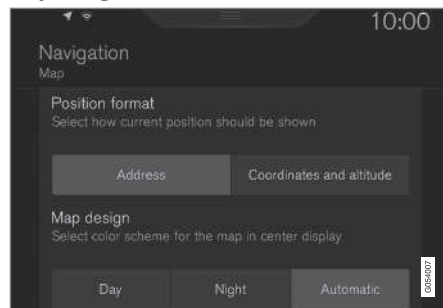 10:00
Navigation
Map
Position format
Select how current position should be shown
Address
Coordinates and altitude
Map design
Select color scheme for the map in center display
Day
Night
Automatic
G054007